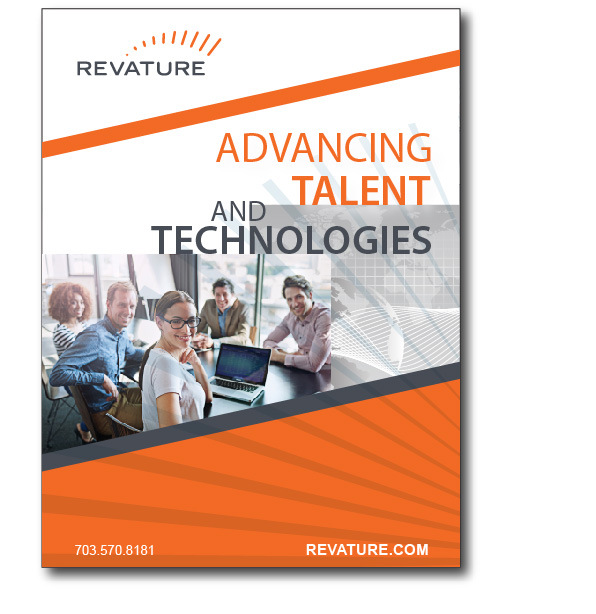 REVATURE
ADVANCING
TALENT
AND
TECHNOLOGIES
703.570.8181
REVATURE.COM